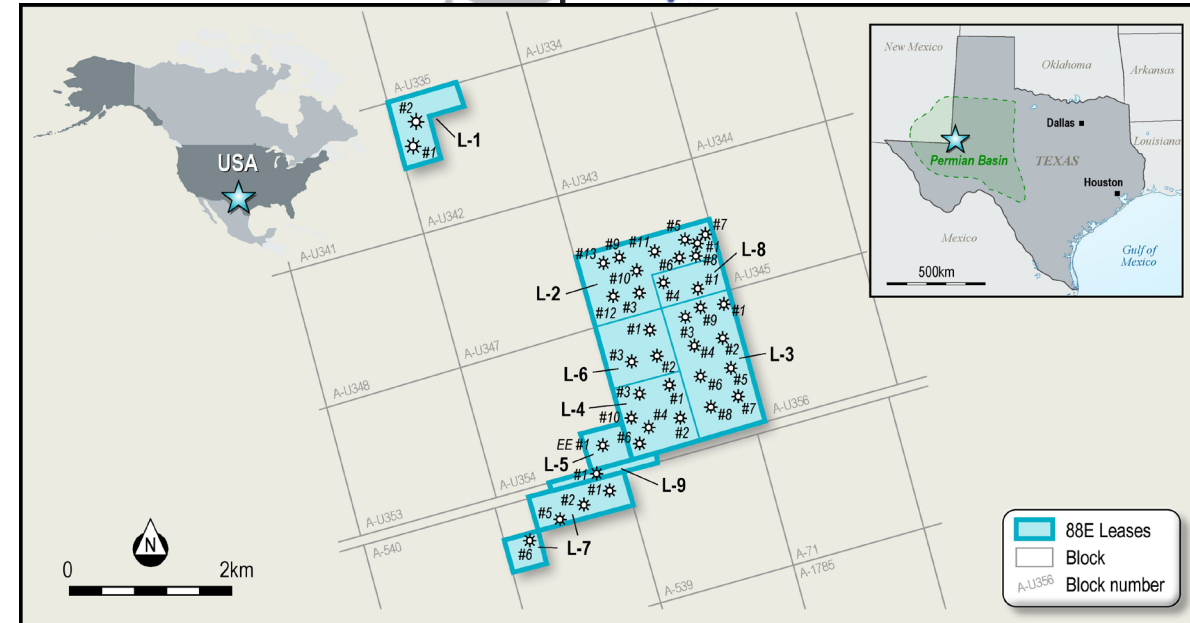 USA
A-U334
A-U335
#2
#1
L-1
A-U344
A-U343
A-U342
A-U341
#5
#7
#9
#11
#13
#1
#6
#8
L-8
#10
#1
A-U345
L-2
#4
#12
#3
#9
#1
#1
#3
A-U347
#2
#4
#3
#2
L-3
L-6
#5
A-U348
#6
#3
#1
L-4
#8
#7
A-U356
#10
#4
#2
#6
EE #1
L-5
#1
L-9
A-U354
#1
#2
#5
A-U353
L-7
#6
A-540
A-71
A-1785
A-539
N
0 2km
New Mexico
Oklahoma
Arkansas
Dallas
Louisiana
Permian Basin
TEXAS
Houston
Mexico
Gulf of
Mexico
500km
88E Leases
Block
A-U356 Block number